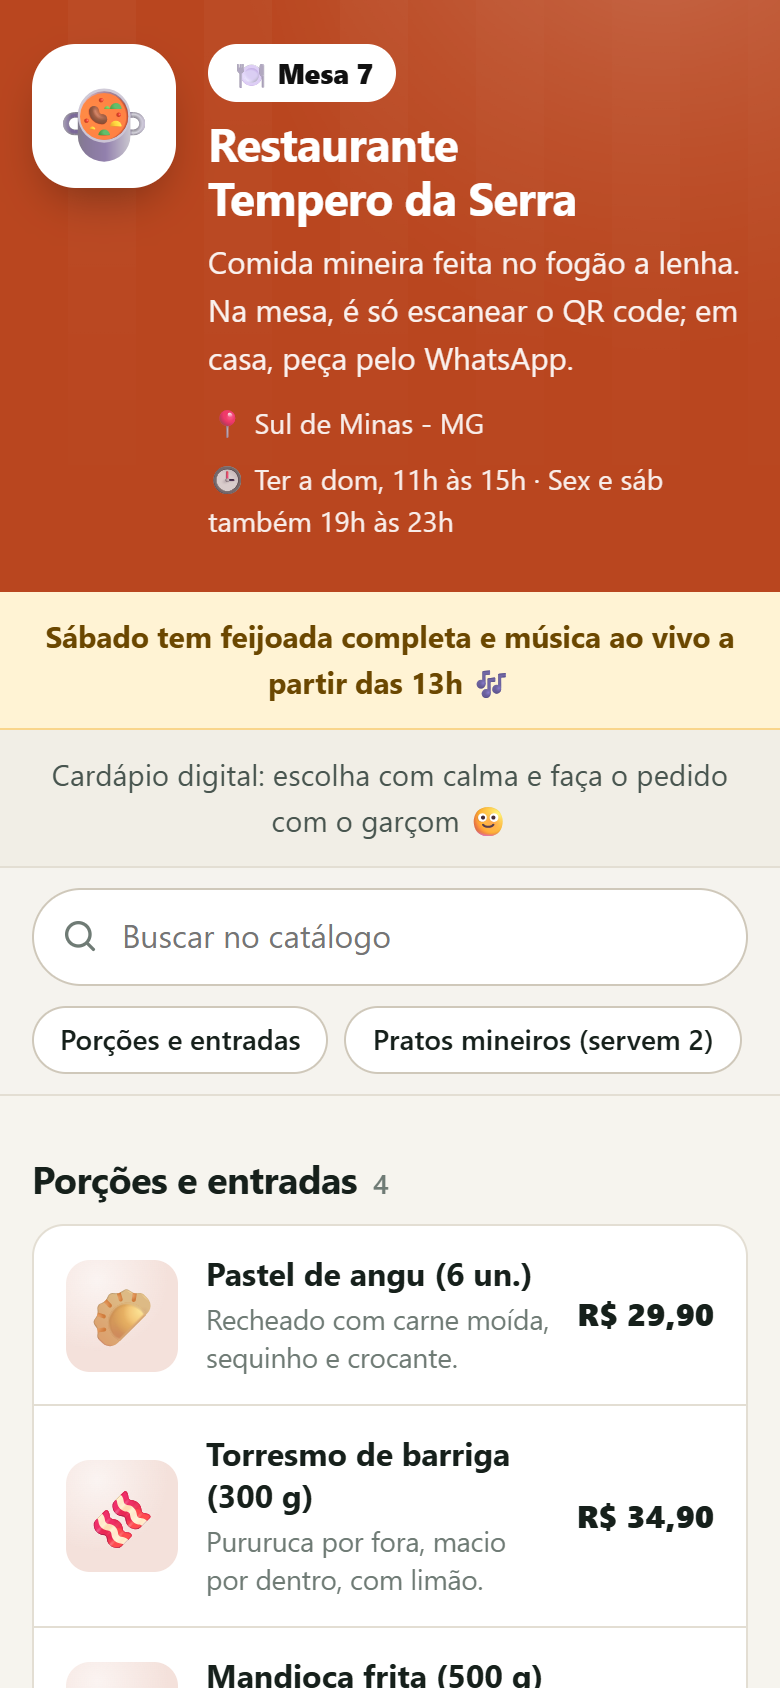 Mesa 7
Restaurante
Tempero da Serra
Comida mineira feita no fogão a lenha.
Na mesa, é só escanear o QR code; em
casa, peça pelo WhatsApp.
Sul de Minas - MG
Ter a dom, 11h às 15h · Sex e sáb
também 19h às 23h
Sábado tem feijoada completa e música ao vivo a
partir das 13h 🎶
Cardápio digital: escolha com calma e faça o pedido
com o garçom 🙂
Buscar no catálogo
Porções e entradas
Pratos mineiros (servem 2)
Porções e entradas 4
Pastel de angu (6 un.)
Recheado com carne moída,
sequinho e crocante.
R$ 29,90
Torresmo de barriga
(300 g)
Pururuca por fora, macio
por dentro, com limão.
R$ 34,90
Mandioca frita (500 g)